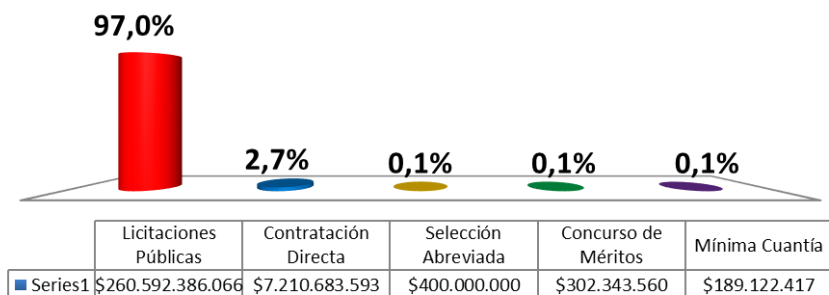 97,0%
2,7%
0,1%
0,1%
0,1%
Licitaciones Públicas
Contratación Directa
Selección Abreviada
Concurso de Méritos
Mínima Cuantía
Series1 $260.592.386.066 $7.210.683.593 $400.000.000 $302.343.560 $189.122.417